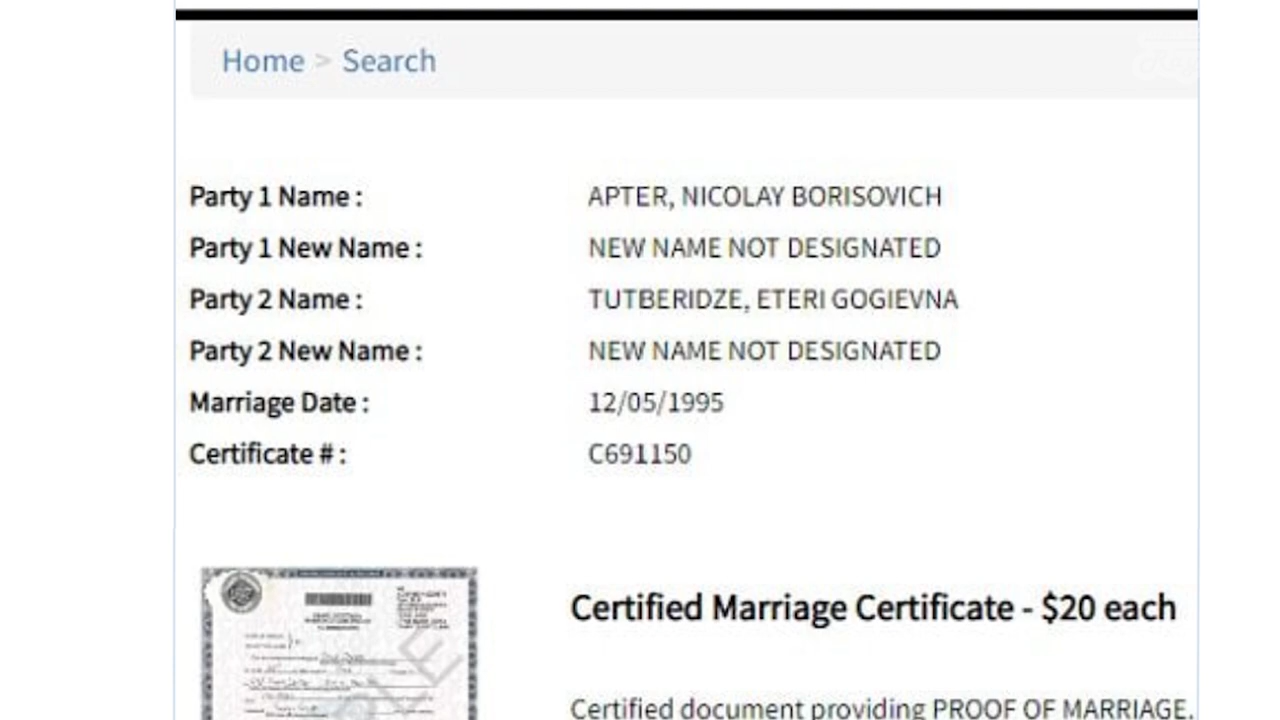 Home > Search
Party 1 Name : APTER, NICOLAY BORISOVICH
Party 1 New Name : NEW NAME NOT DESIGNATED
Party 2 Name : TUTBERIDZE, ETERI GOGIEVNA
Party 2 New Name : NEW NAME NOT DESIGNATED
Marriage Date : 12/05/1995
Certificate # : C691150
Certified Marriage Certificate - $20 each
Certified document providing PROOF OF MARRIAGE.